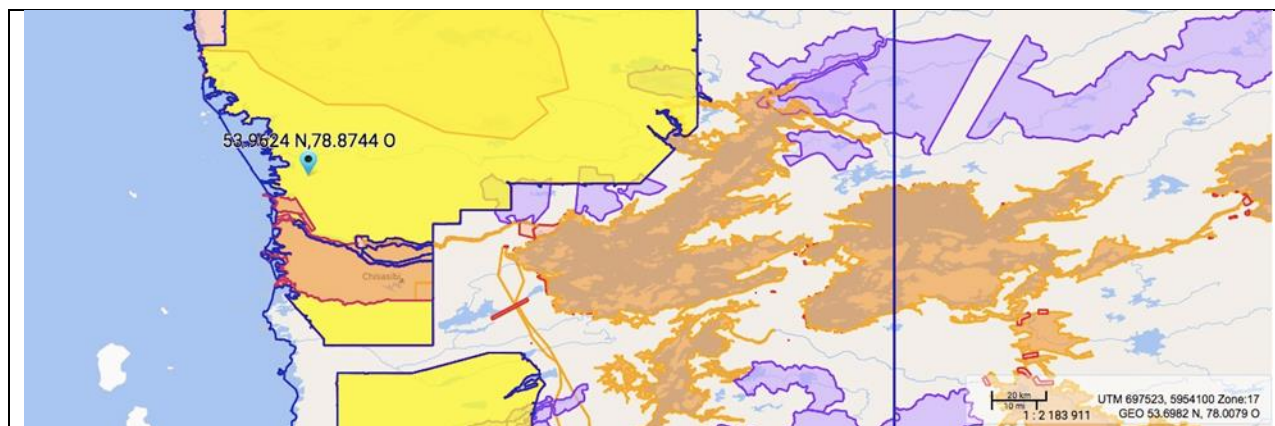 53.9624 N,78.8744 O
Chisasibi
20 km
10 mi
1 : 2 183 911
UTM 697523, 5954100 Zone:17
GEO 53.6982 N, 78.0079 O